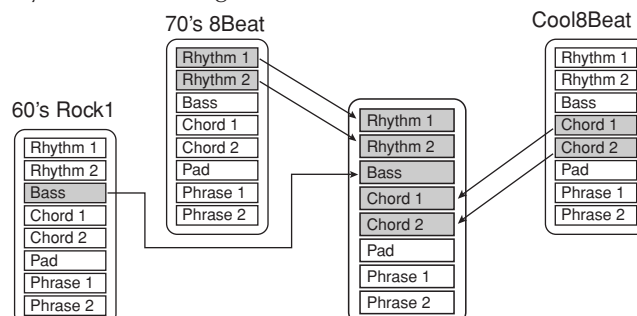 70's 8Beat
Rhythm 1
Rhythm 2
Bass
Chord 1
Chord 2
Pad
Phrase 1
Phrase 2
Cool8Beat
Rhythm 1
Rhythm 2
Bass
Chord 1
Chord 2
Pad
Phrase 1
Phrase 2
60's Rock1
Rhythm 1
Rhythm 2
Bass
Chord 1
Chord 2
Pad
Phrase 1
Phrase 2
Rhythm 1
Rhythm 2
Bass
Chord 1
Chord 2
Pad
Phrase 1
Phrase 2